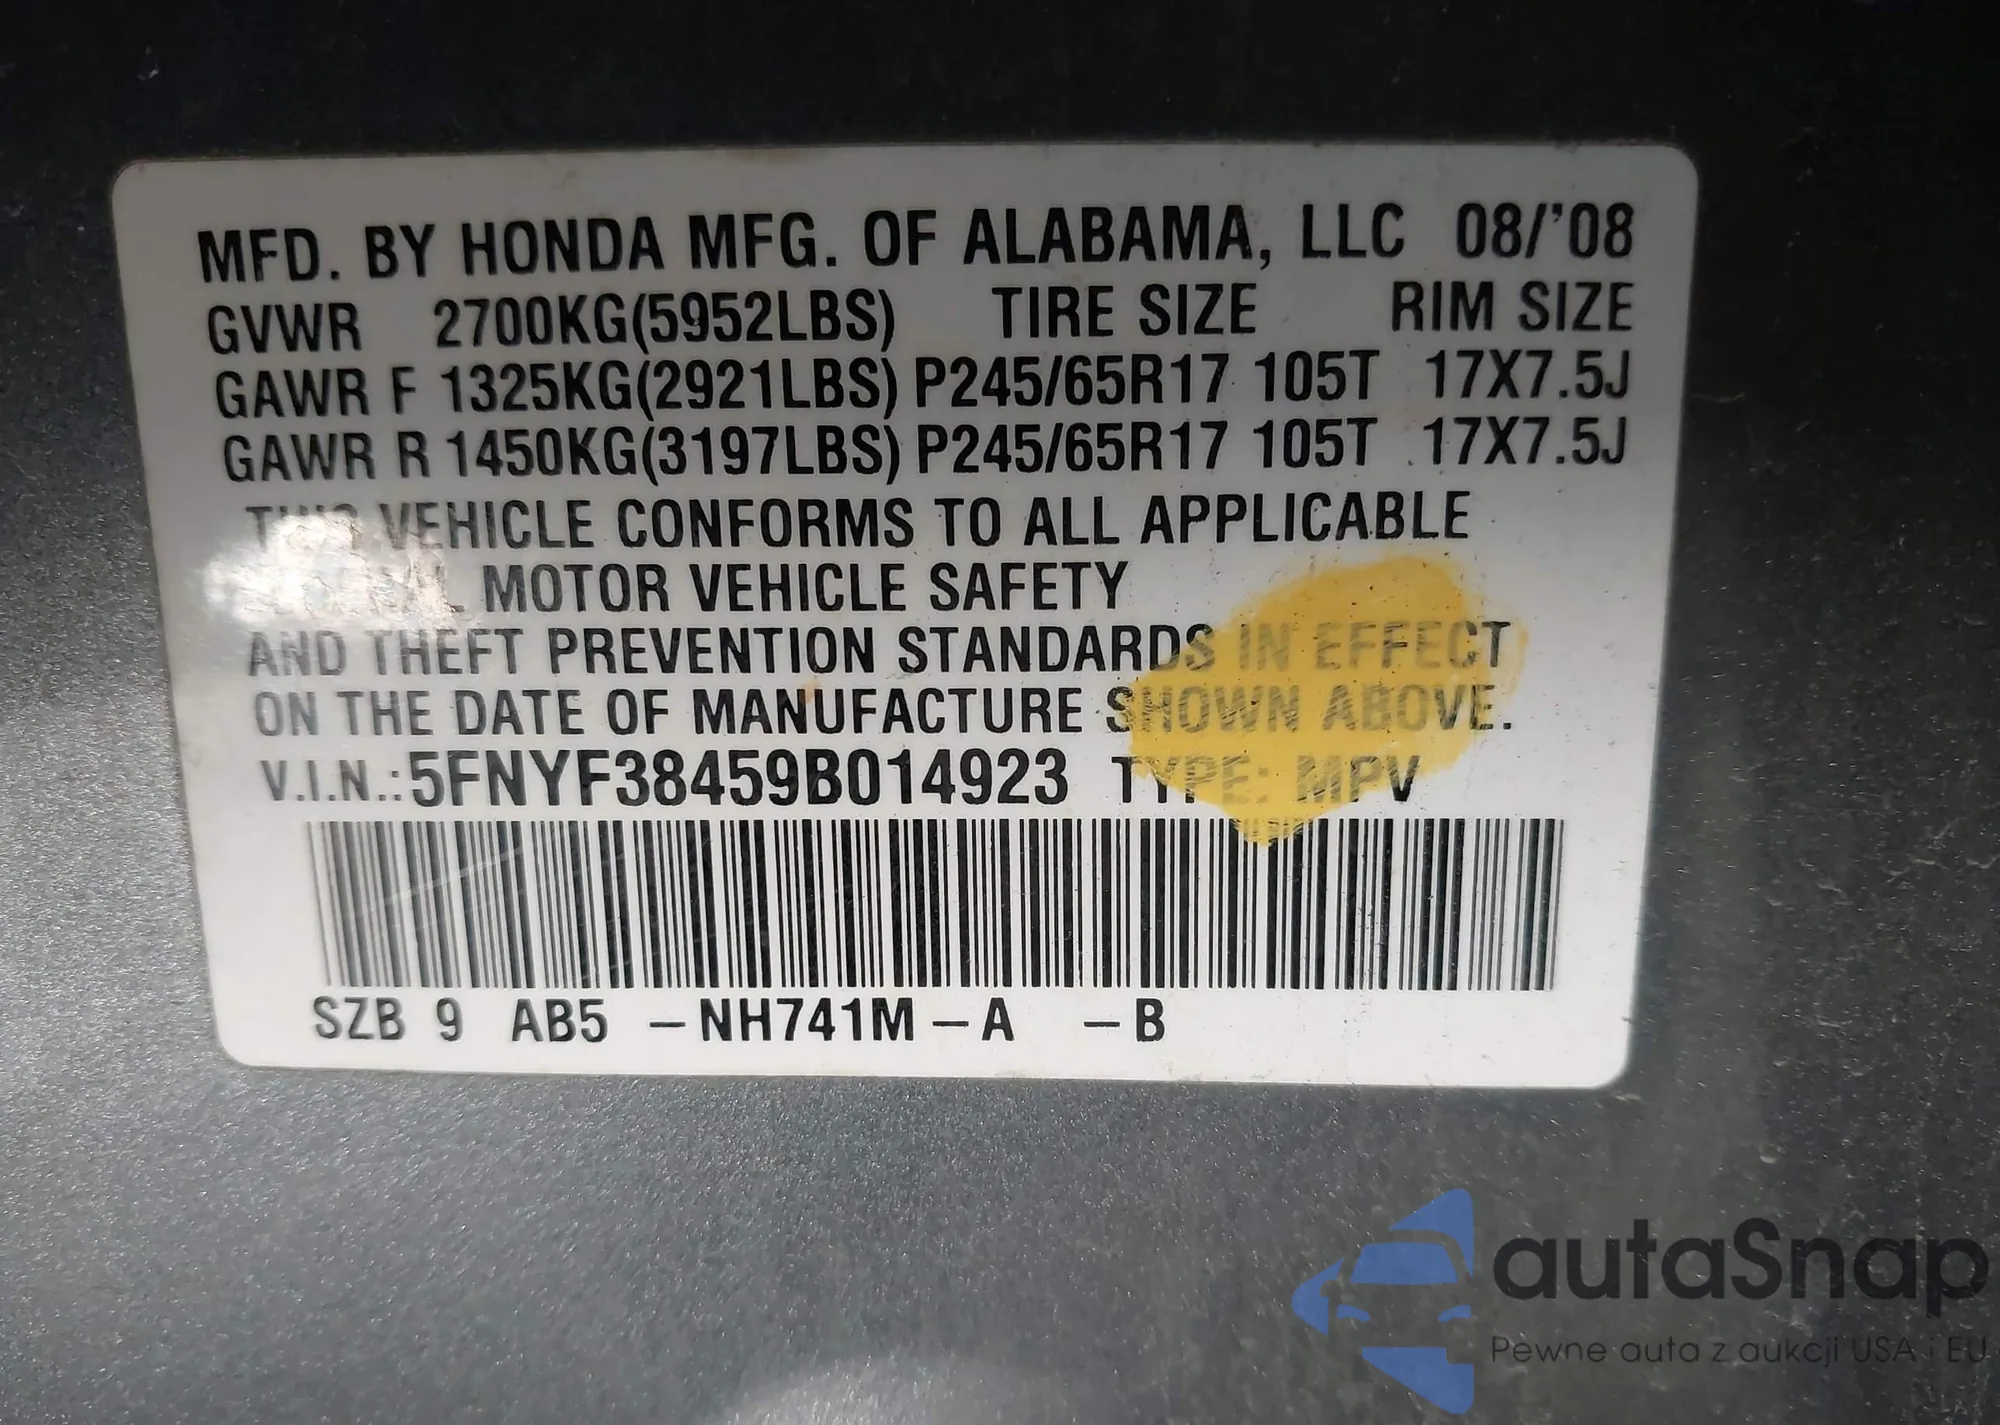 MFD. BY HONDA MFG. OF ALABAMA, LLC 08/'08
GVWR 2700KG(5952LBS) TIRE SIZE RIM SIZE
GAWR F 1325KG(2921LBS) P245/65R17 105T 17X7.5J
GAWR R 1450KG(3197LBS) P245/65R17 105T 17X7.5J
THIS VEHICLE CONFORMS TO ALL APPLICABLE
MOTOR VEHICLE SAFETY
AND THEFT PREVENTION STANDARDS IN EFFECT
ON THE DATE OF MANUFACTURE SHOWN ABOVE.
V.I.N.: 5FNYF38459B014923 TYPE: MPV
SZB 9 AB5 -NH741M-A -B
autaSnap
Pewne auta z aukcji USA i EU